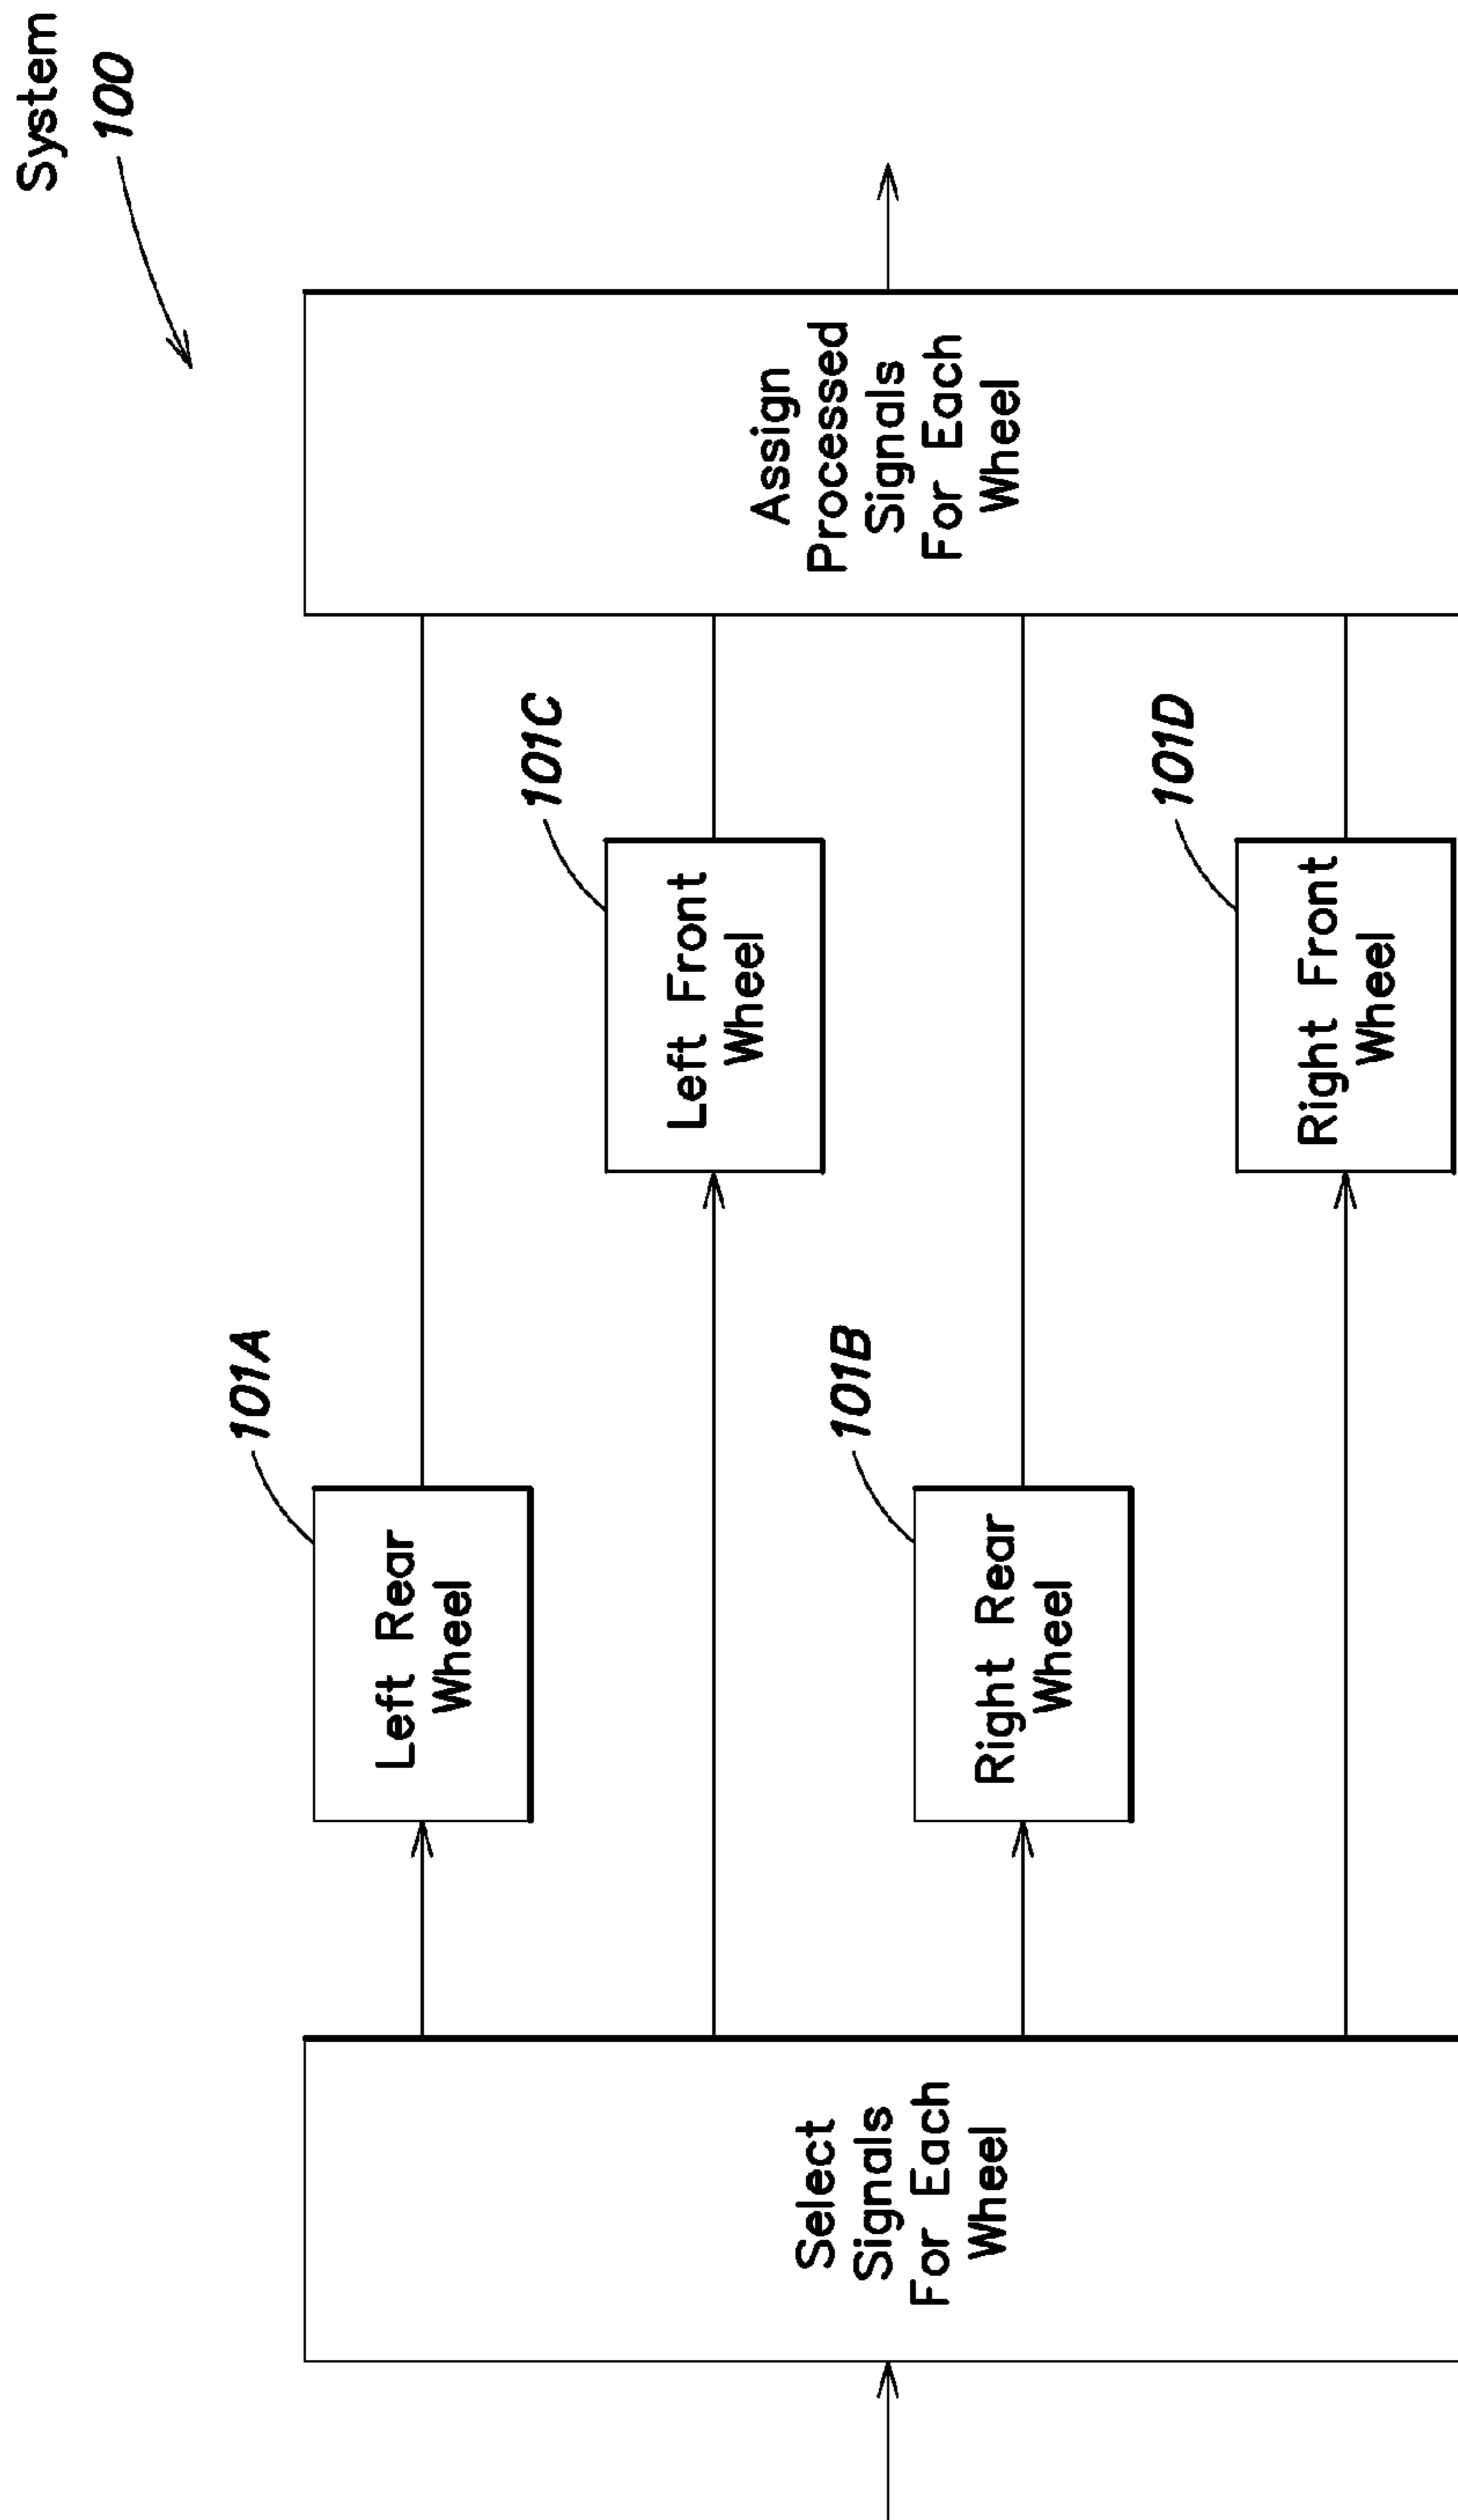 System
100
Select
Signals
For Each
Wheel
101A
Left Rear
Wheel
101C
Left Front
Wheel
101B
Right Rear
Wheel
101D
Right Front
Wheel
Assign
Processed
Signals
For Each
Wheel